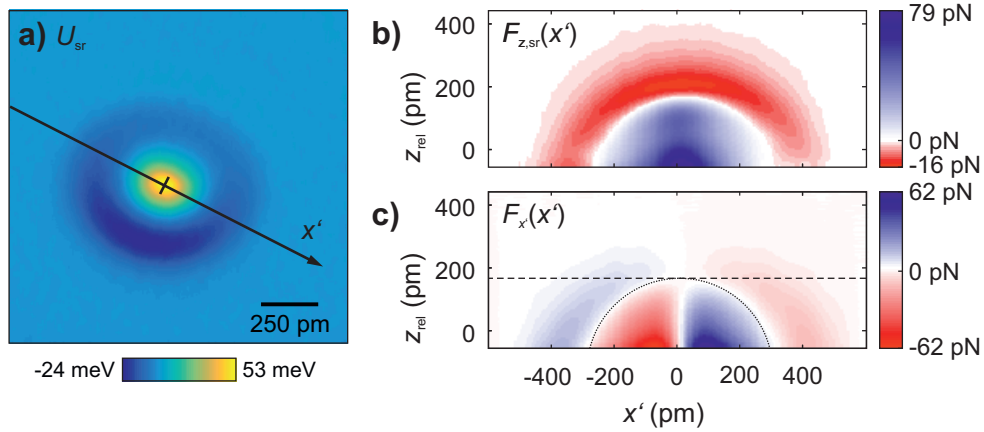 a) U_sr
x‘
250 pm
-24 meV 53 meV
b) F_z,sr(x‘)
z_rel (pm)
400
200
0
79 pN
0 pN
-16 pN
c) F_x‘(x‘)
z_rel (pm)
400
200
0
62 pN
0 pN
-62 pN
-400 -200 0 200 400
x‘ (pm)